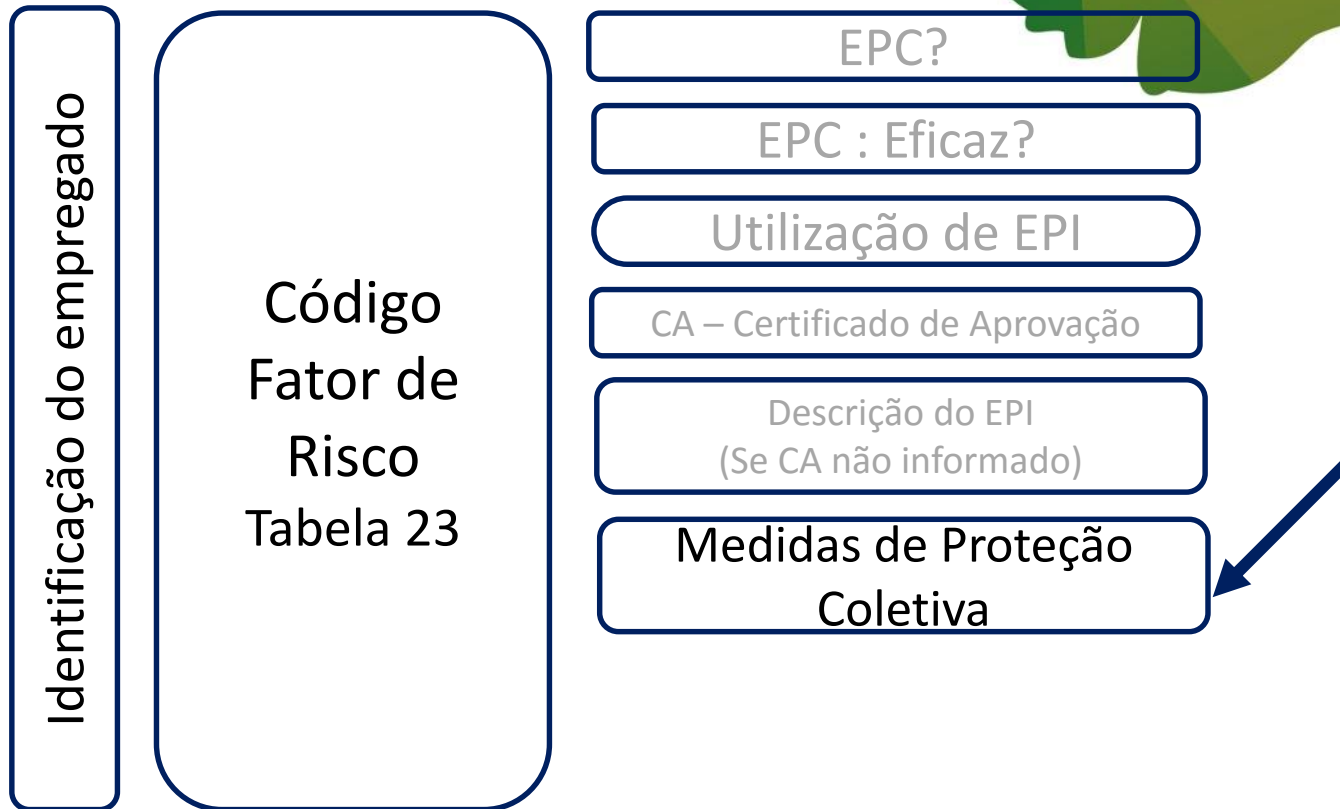 Identificação do empregado
Código
Fator de
Risco
Tabela 23
EPC?
EPC : Eficaz?
Utilização de EPI
CA – Certificado de Aprovação
Descrição do EPI
(Se CA não informado)
Medidas de Proteção
Coletiva